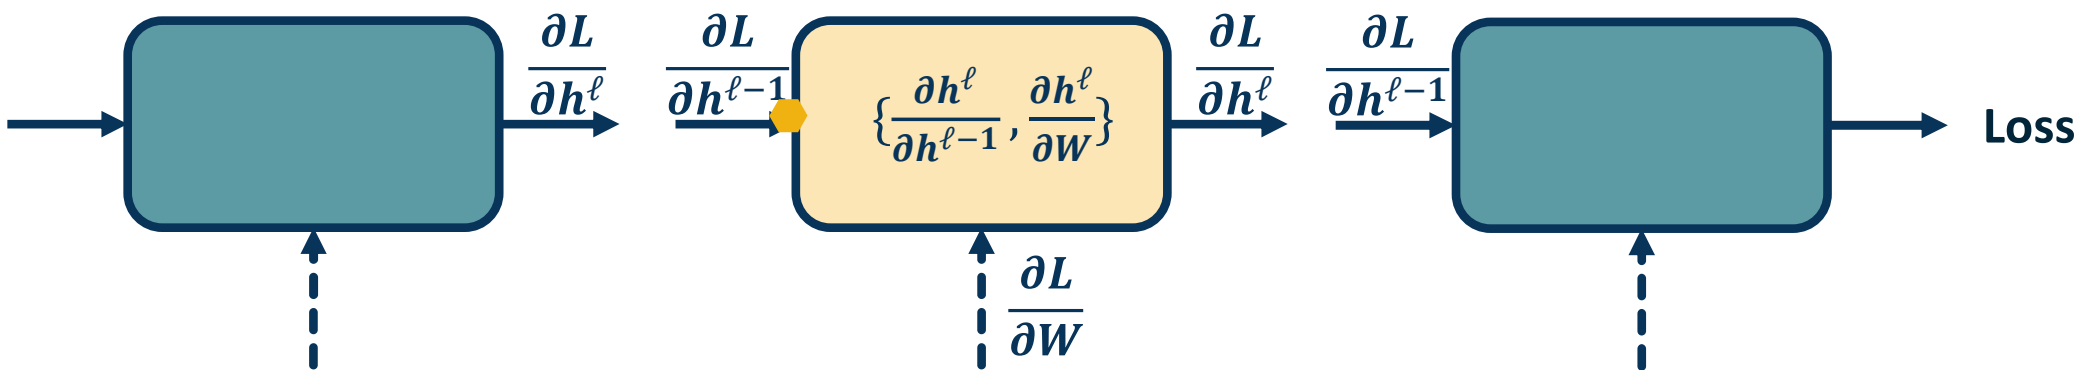 ∂L/∂h^ℓ
∂L/∂h^{ℓ−1}
{∂h^ℓ/∂h^{ℓ−1}, ∂h^ℓ/∂W}
∂L/∂h^ℓ
∂L/∂h^{ℓ−1}
Loss
∂L/∂W